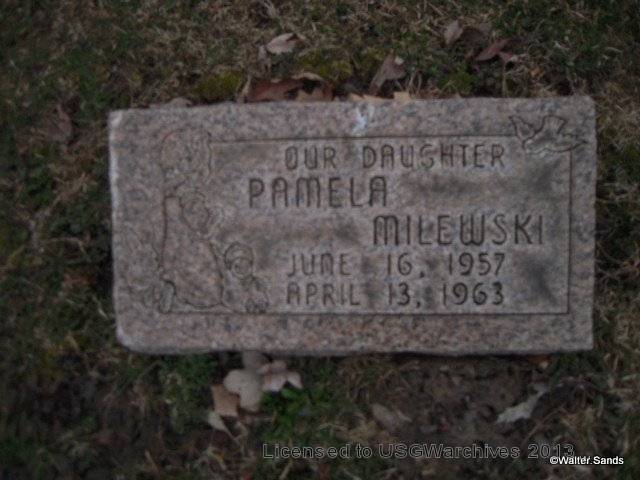 OUR DAUGHTER
PAMELA
MILEWSKI
JUNE 16, 1957
APRIL 13, 1963
Licensed to USGWarchives 2013
©Walter.Sands